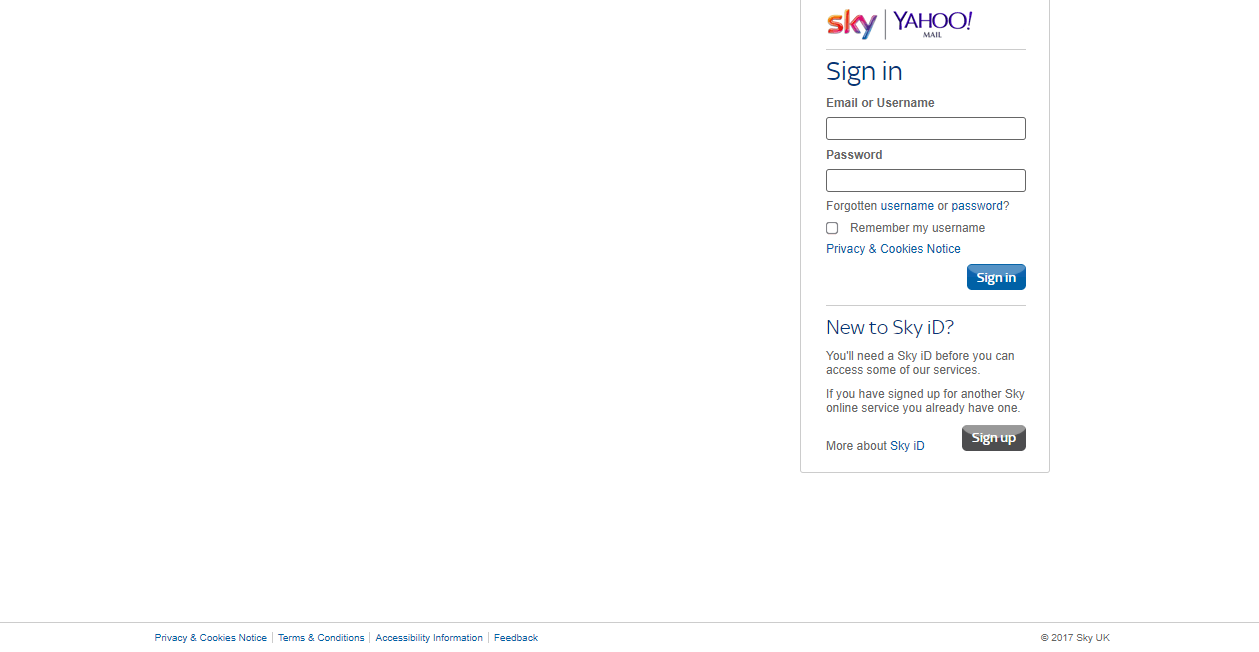 sky YAHOO!
MAIL
Sign in
Email or Username
Password
Forgotten username or password?
Remember my username
Privacy & Cookies Notice
Sign in
New to Sky iD?
You'll need a Sky iD before you can
access some of our services.
If you have signed up for another Sky
online service you already have one.
More about Sky iD Sign up
Privacy & Cookies Notice Terms & Conditions Accessibility Information Feedback © 2017 Sky UK